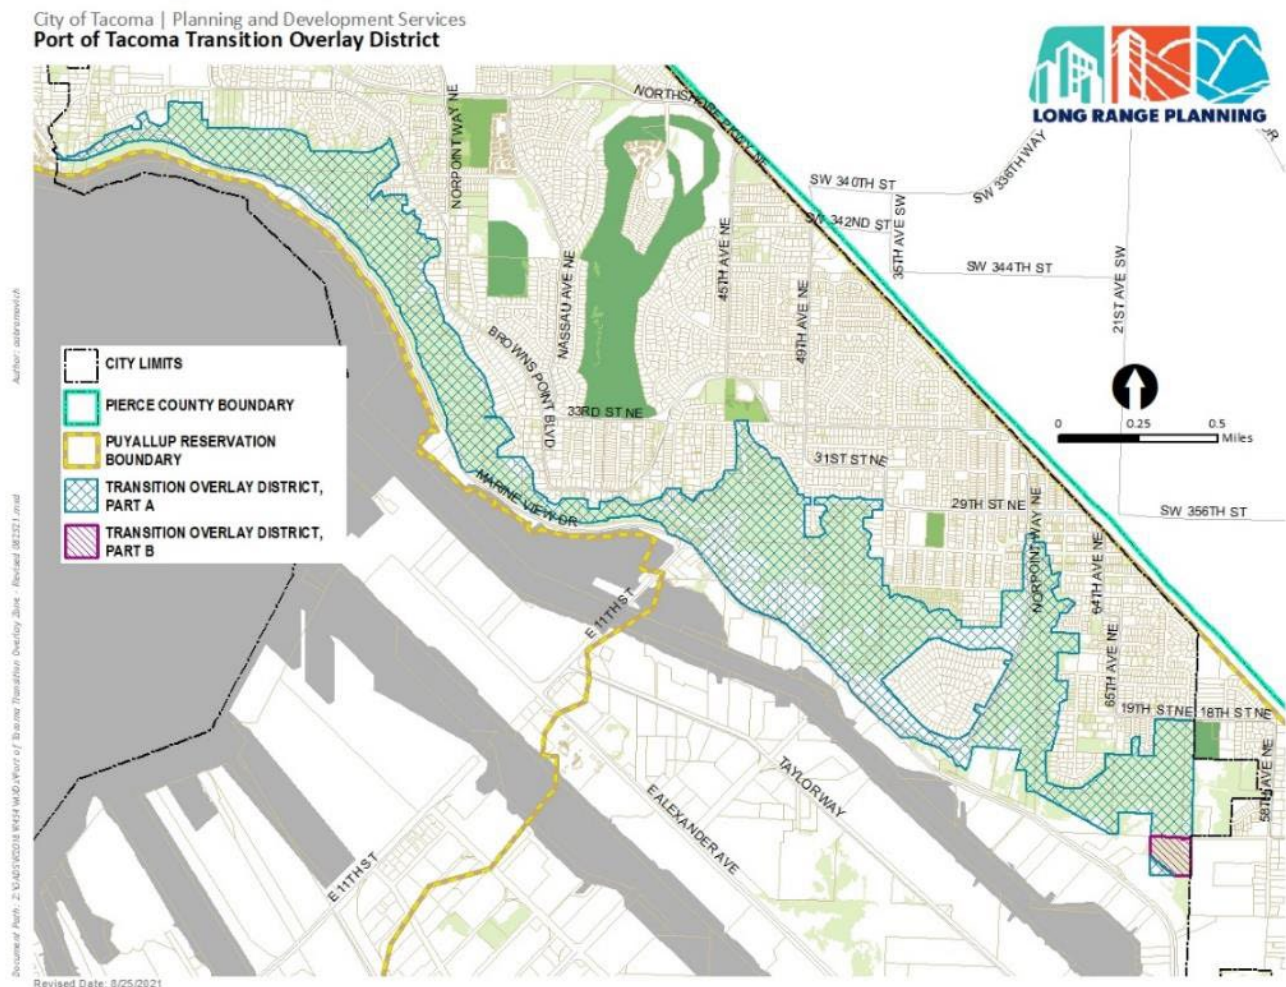 City of Tacoma | Planning and Development Services
Port of Tacoma Transition Overlay District
LONG RANGE PLANNING
NORTHSHORE PKWY NE
NORPOINT WAY NE
SW 340TH ST
SW 336TH WAY
SW 342ND ST
35TH AVE SW
SW 344TH ST
21ST AVE SW
45TH AVE NE
NASSAU AVE NE
49TH AVE NE
BROWNS POINT BLVD
33RD ST NE
CITY LIMITS
PIERCE COUNTY BOUNDARY
PUYALLUP RESERVATION
BOUNDARY
TRANSITION OVERLAY DISTRICT,
PART A
TRANSITION OVERLAY DISTRICT,
PART B
0 0.25 0.5
Miles
31ST ST NE
29TH ST NE
SW 356TH ST
MARINE VIEW DR
NORPOINT WAY NE
64TH AVE NE
65TH AVE NE
E 11TH ST
19TH ST NE
18TH ST NE
58TH AVE NE
TAYLOR WAY
E ALEXANDER AVE
E 11TH ST
Author: aabramovich
Revised Date: 8/25/2021